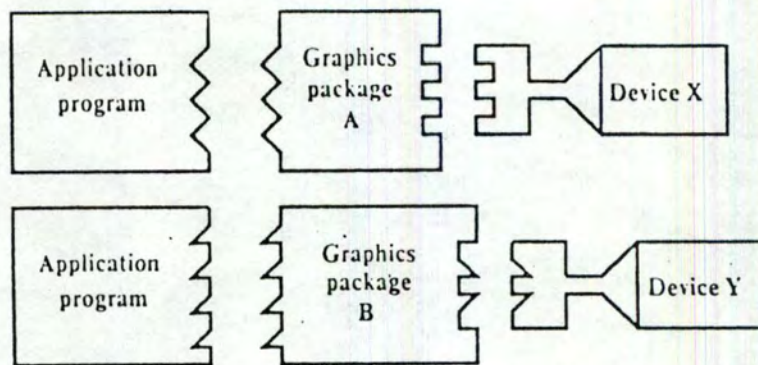 Application
program
Graphics
package
A
Device X
Application
program
Graphics
package
B
Device Y